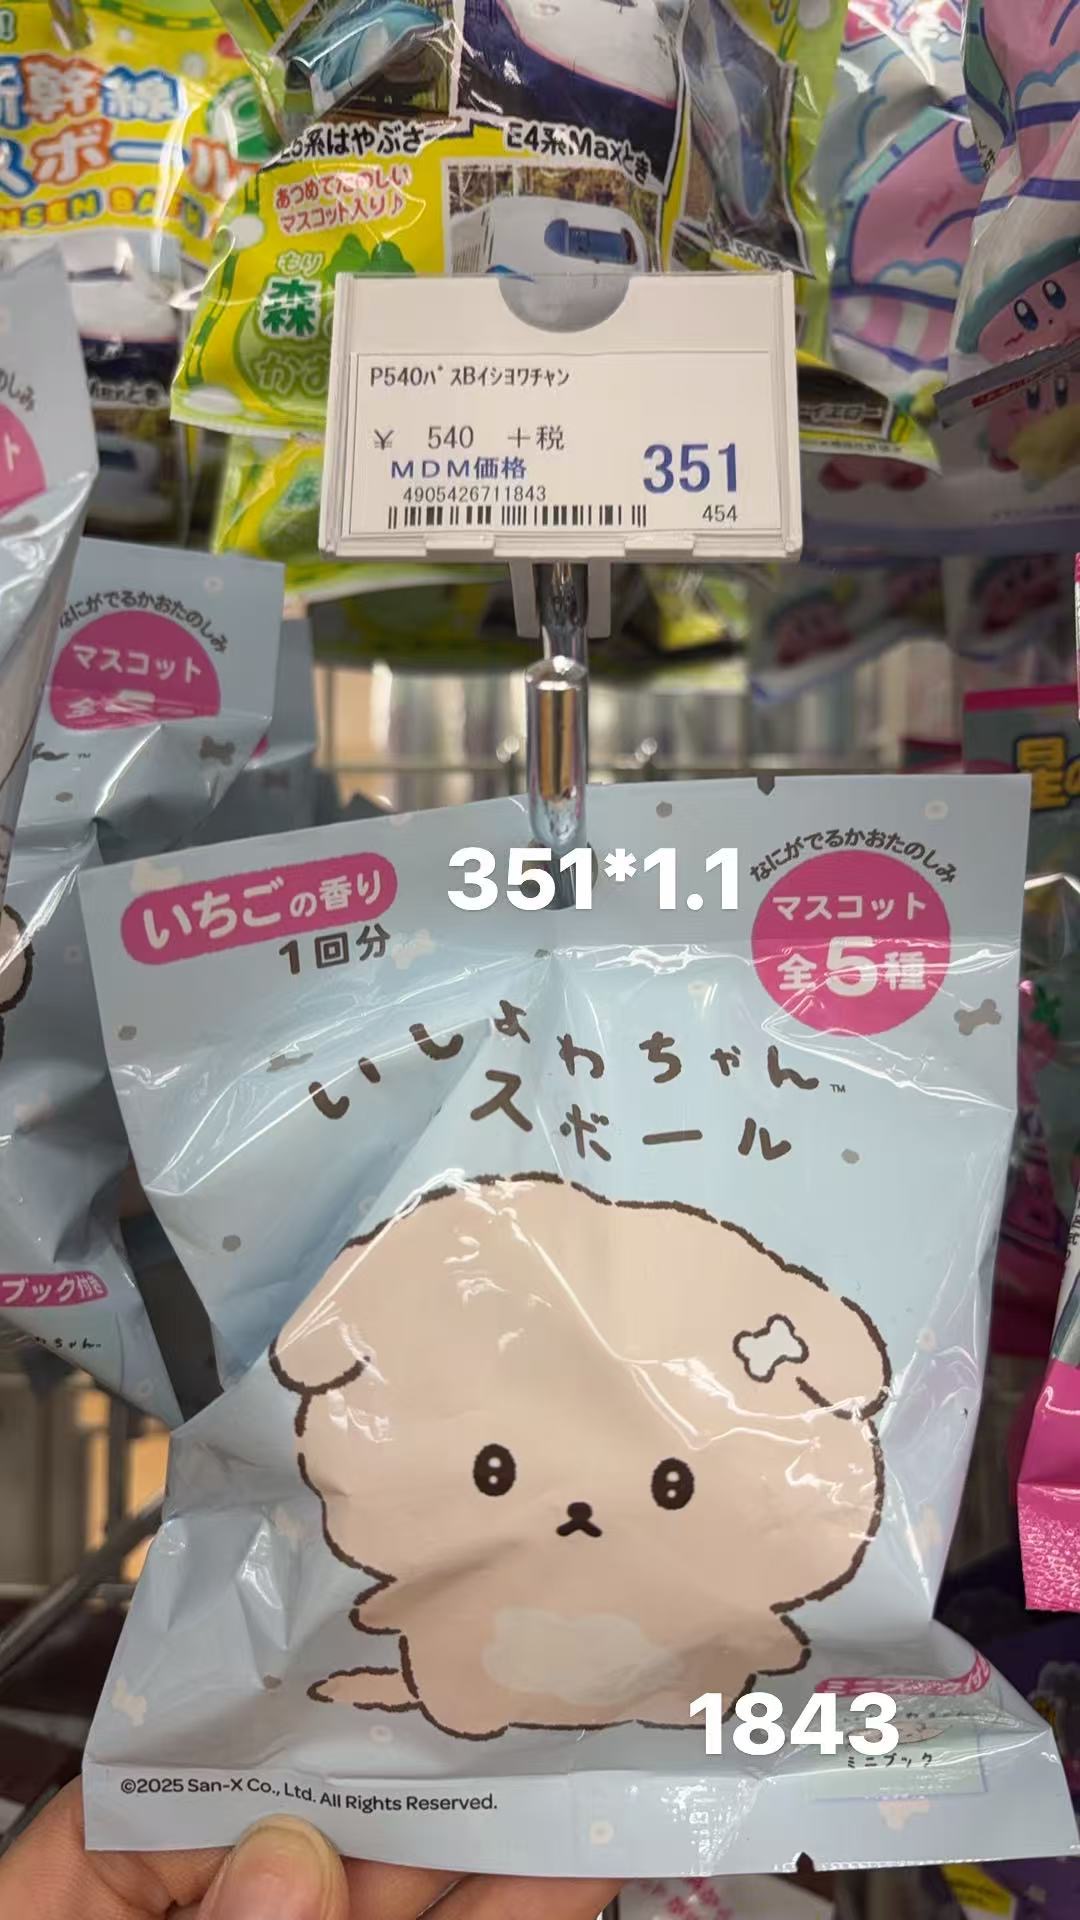 新幹線
スボール
E5系はやぶさ
E4系Maxとき
あつめてたのしい
マスコット入り♪
もり
森
P540ﾊﾞｽBｲｼﾖﾜﾁｬﾝ
¥ 540 +税
MDM価格
351
4905426711843
454
なにがでるかおたのしみ
マスコット
全5
351*1.1
いちごの香り
1回分
なにがでるかおたのしみ
マスコット
全5種
いしょわちゃん™
スボール
ブック付き
1843
ミニブック
©2025 San-X Co., Ltd. All Rights Reserved.